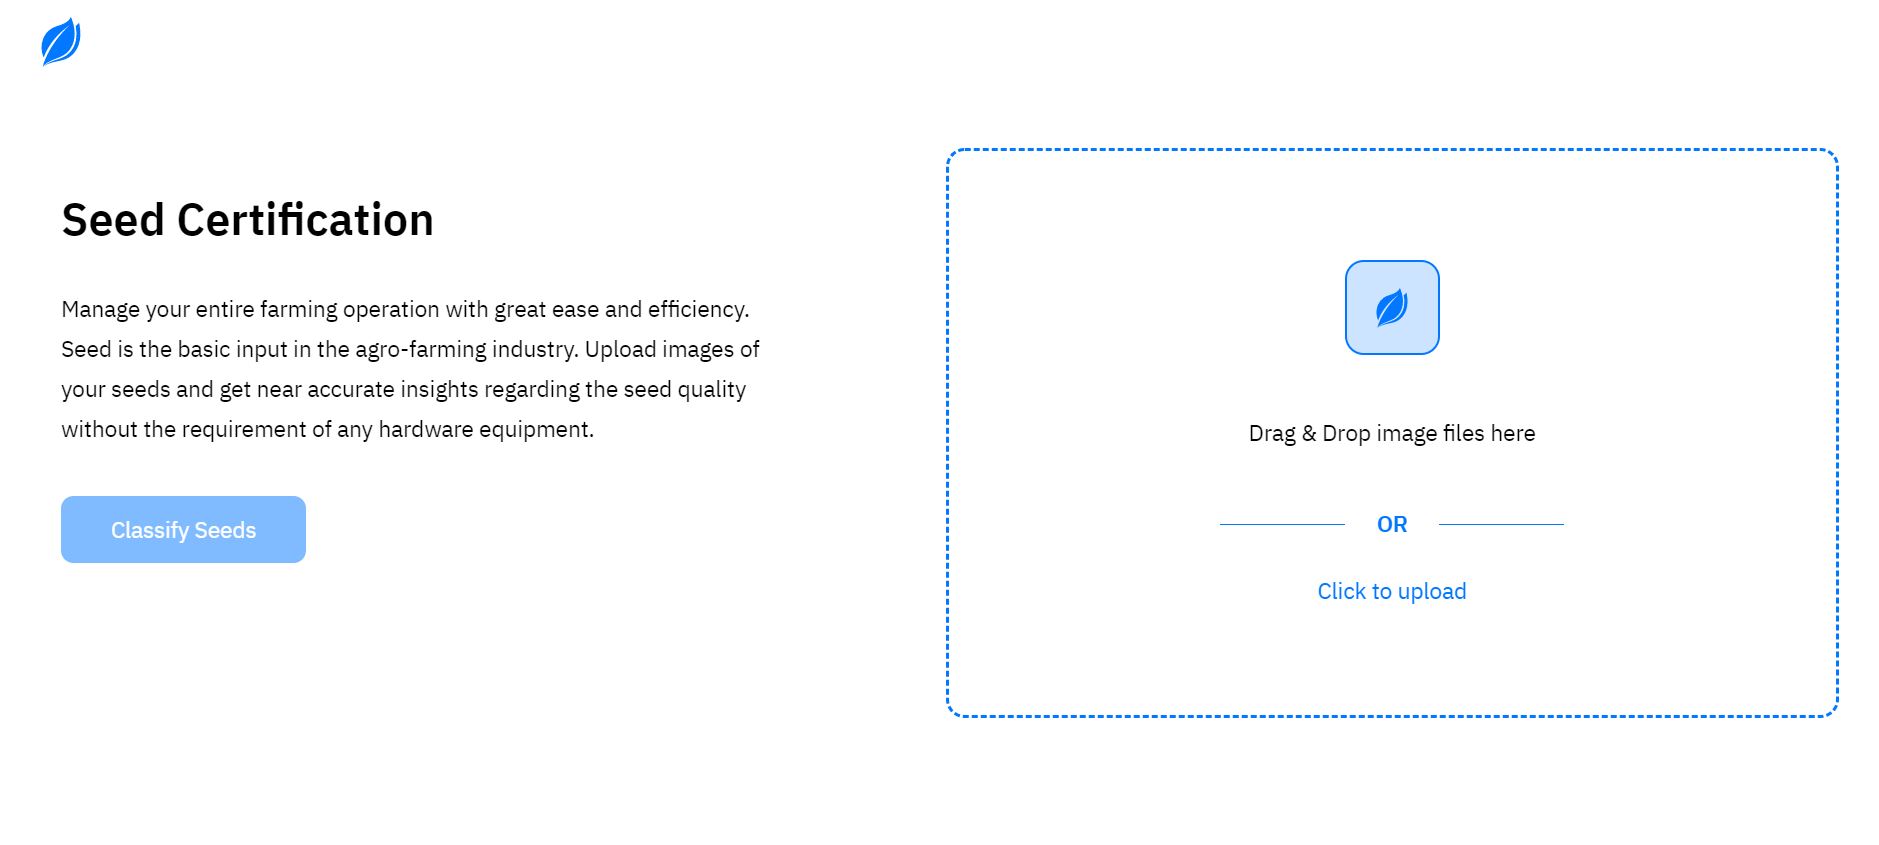 Seed Certification
Manage your entire farming operation with great ease and efficiency.
Seed is the basic input in the agro-farming industry. Upload images of
your seeds and get near accurate insights regarding the seed quality
without the requirement of any hardware equipment.
Classify Seeds
Drag & Drop image files here
OR
Click to upload